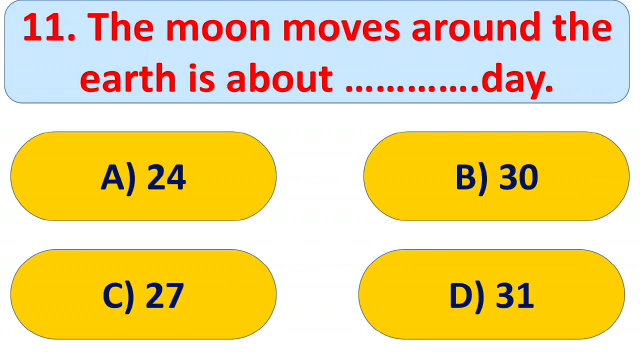 11. The moon moves around the
earth is about ..............day.
A) 24
B) 30
C) 27
D) 31